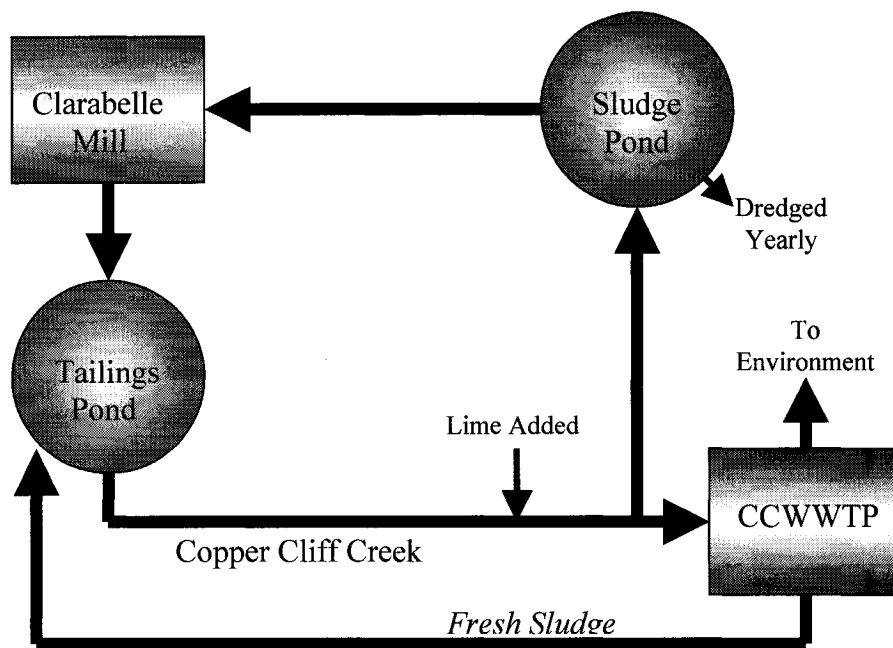 Clarabelle
Mill
Sludge
Pond
Dredged
Yearly
Tailings
Pond
To
Environment
Lime Added
CCWWTP
Copper Cliff Creek
Fresh Sludge